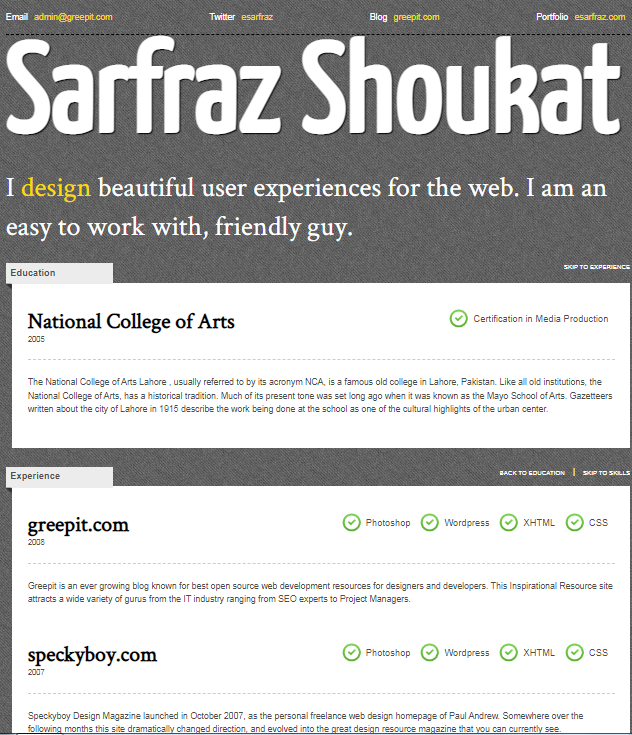 Email admin@greepit.com Twitter esarfraz Blog greepit.com Portfolio esarfraz.com
Sarfraz Shoukat
I design beautiful user experiences for the web. I am an
easy to work with, friendly guy.
Education SKIP TO EXPERIENCE
National College of Arts Certification in Media Production
2005
The National College of Arts Lahore , usually referred to by its acronym NCA, is a famous old college in Lahore, Pakistan. Like all old institutions, the
National College of Arts, has a historical tradition. Much of its present tone was set long ago when it was known as the Mayo School of Arts. Gazetteers
written about the city of Lahore in 1915 describe the work being done at the school as one of the cultural highlights of the urban center.
Experience BACK TO EDUCATION | SKIP TO SKILLS
greepit.com Photoshop Wordpress XHTML CSS
2008
Greepit is an ever growing blog known for best open source web development resources for designers and developers. This Inspirational Resource site
attracts a wide variety of gurus from the IT industry ranging from SEO experts to Project Managers.
speckyboy.com Photoshop Wordpress XHTML CSS
2007
Speckyboy Design Magazine launched in October 2007, as the personal freelance web design homepage of Paul Andrew. Somewhere over the
following months this site dramatically changed direction, and evolved into the great design resource magazine that you can currently see.